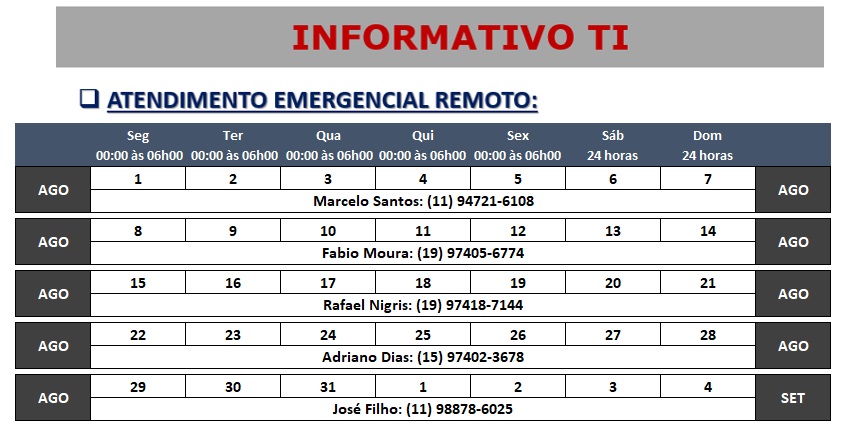 INFORMATIVO TI
ATENDIMENTO EMERGENCIAL REMOTO:
Seg Ter Qua Qui Sex Sáb Dom
00:00 às 06h00 00:00 às 06h00 00:00 às 06h00 00:00 às 06h00 00:00 às 06h00 24 horas 24 horas
1 2 3 4 5 6 7
AGO AGO
Marcelo Santos: (11) 94721-6108
8 9 10 11 12 13 14
AGO AGO
Fabio Moura: (19) 97405-6774
15 16 17 18 19 20 21
AGO AGO
Rafael Nigris: (19) 97418-7144
22 23 24 25 26 27 28
AGO AGO
Adriano Dias: (15) 97402-3678
29 30 31 1 2 3 4
AGO SET
José Filho: (11) 98878-6025